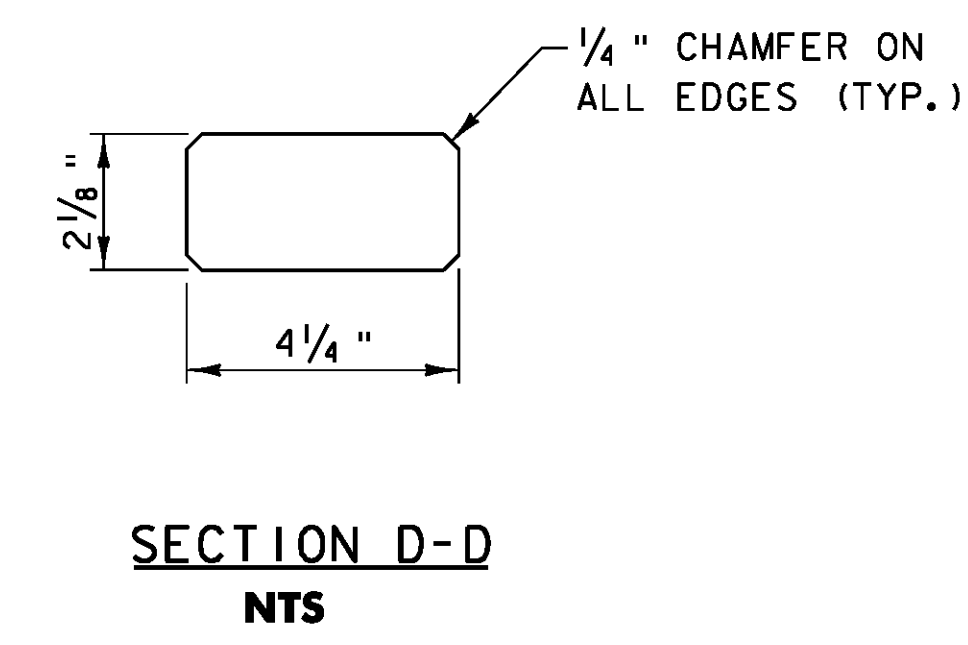 1/4 " CHAMFER ON
ALL EDGES (TYP.)
2 1/8 "
4 1/4 "
SECTION D-D
NTS